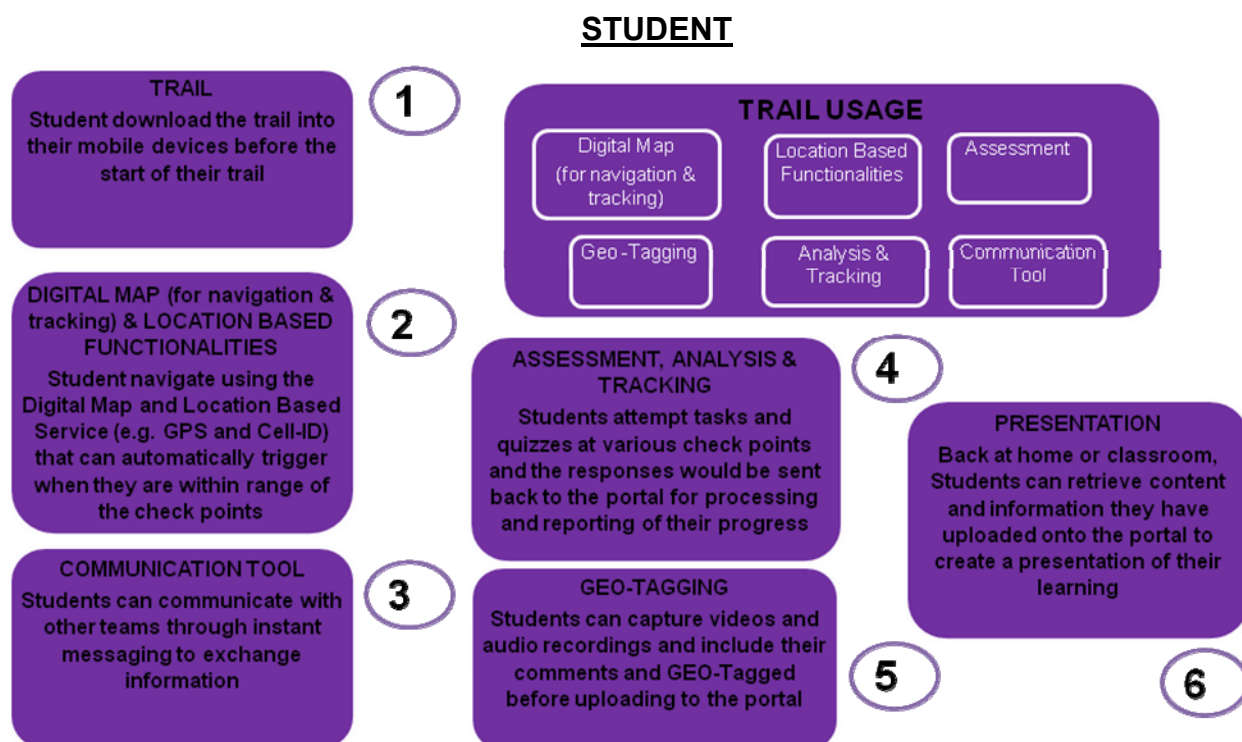 STUDENT
TRAIL
Student download the trail into
their mobile devices before the
start of their trail
1
TRAIL USAGE
Digital Map
(for navigation &
tracking)
Location Based
Functionalities
Assessment
Geo -Tagging
Analysis &
Tracking
Communication
Tool
DIGITAL MAP (for navigation &
tracking) & LOCATION BASED
FUNCTIONALITIES
Student navigate using the
Digital Map and Location Based
Service (e.g. GPS and Cell-ID)
that can automatically trigger
when they are within range of
the check points
2
COMMUNICATION TOOL
Students can communicate with
other teams through instant
messaging to exchange
information
3
ASSESSMENT, ANALYSIS &
TRACKING
Students attempt tasks and
quizzes at various check points
and the responses would be sent
back to the portal for processing
and reporting of their progress
4
GEO-TAGGING
Students can capture videos and
audio recordings and include their
comments and GEO-Tagged
before uploading to the portal
5
PRESENTATION
Back at home or classroom,
Students can retrieve content
and information they have
uploaded onto the portal to
create a presentation of their
learning
6